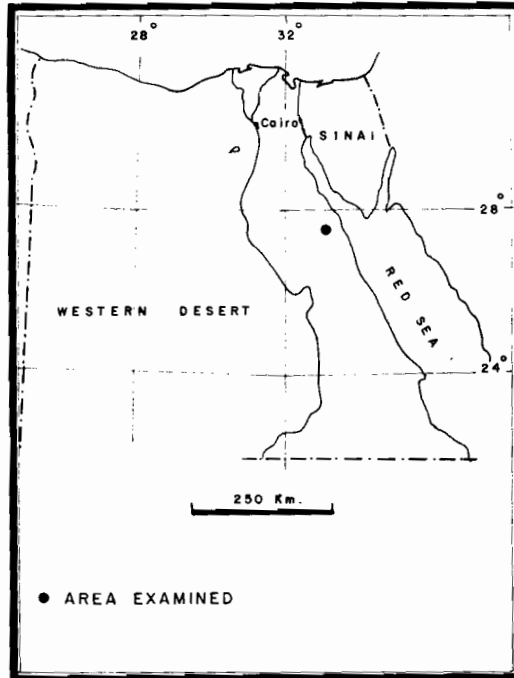 28°
32°
Cairo
SINAI
28°
RED SEA
WESTERN DESERT
24°
250 Km.
● AREA EXAMINED